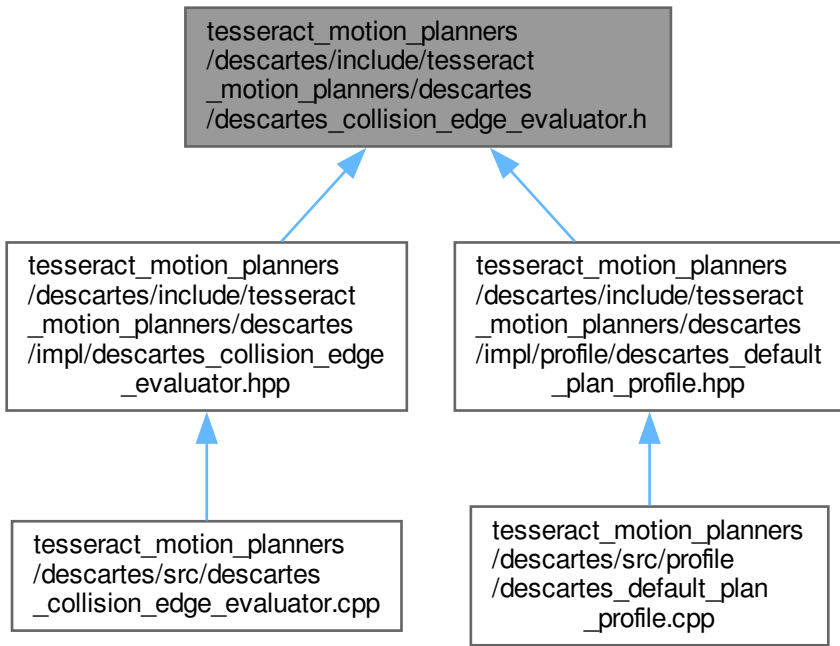 tesseract_motion_planners
/descartes/include/tesseract
_motion_planners/descartes
/descartes_collision_edge_evaluator.h
tesseract_motion_planners
/descartes/include/tesseract
_motion_planners/descartes
/impl/descartes_collision_edge
_evaluator.hpp
tesseract_motion_planners
/descartes/include/tesseract
_motion_planners/descartes
/impl/profile/descartes_default
_plan_profile.hpp
tesseract_motion_planners
/descartes/src/descartes
_collision_edge_evaluator.cpp
tesseract_motion_planners
/descartes/src/profile
/descartes_default_plan
_profile.cpp